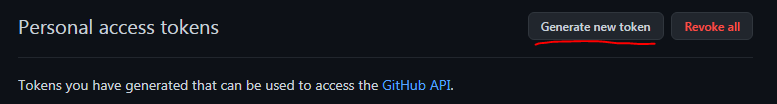 Personal access tokens
Generate new token
Revoke all
Tokens you have generated that can be used to access the GitHub API.